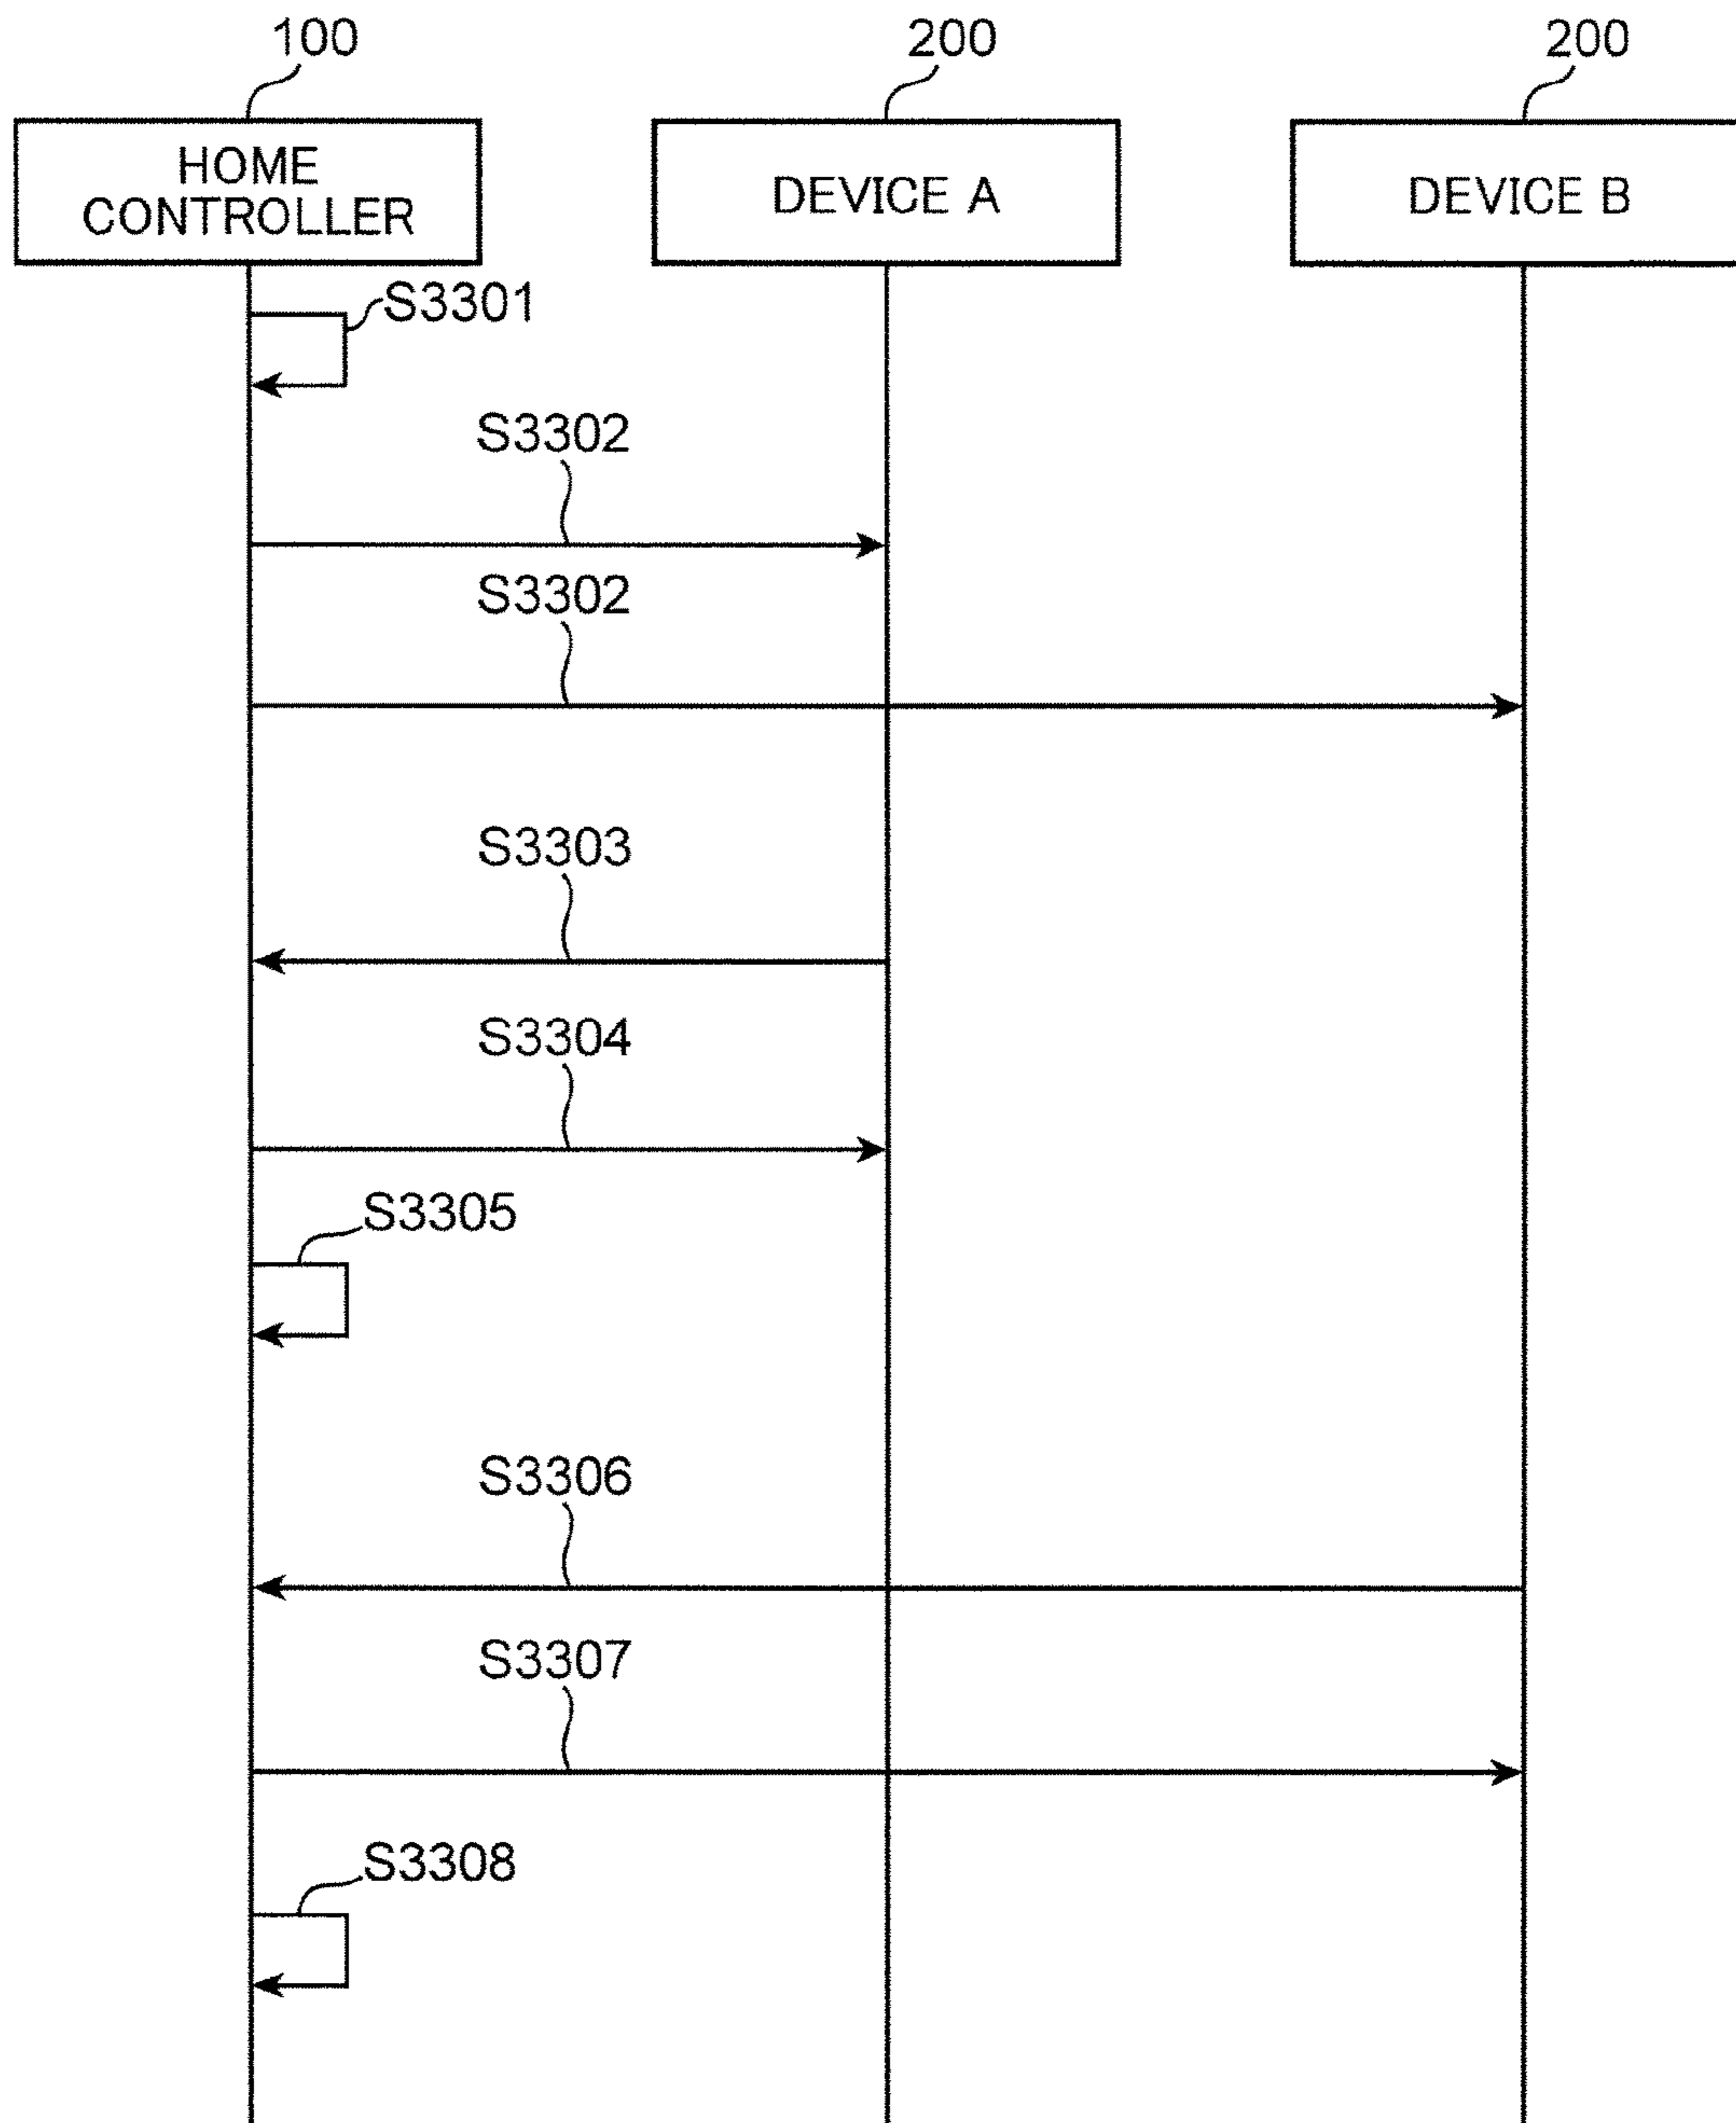 100
200
200
HOME
CONTROLLER
DEVICE A
DEVICE B
S3301
S3302
S3302
S3303
S3304
S3305
S3306
S3307
S3308